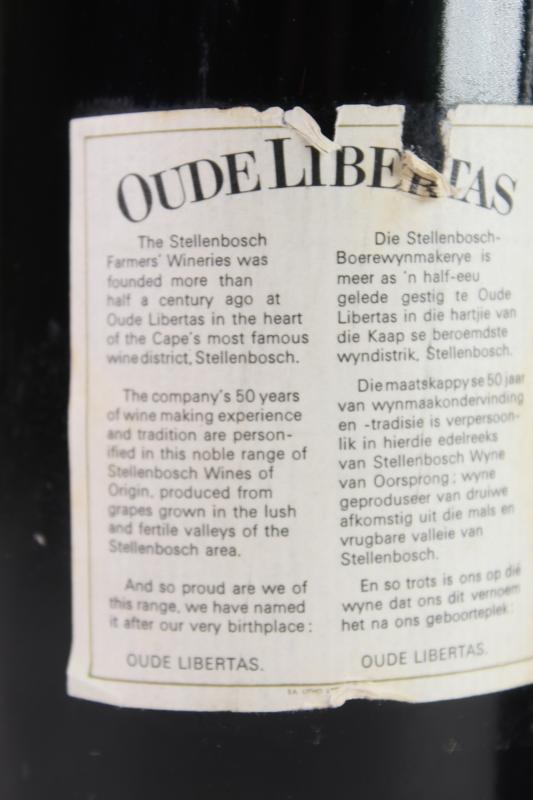 OUDE LIBERTAS
The Stellenbosch
Farmers' Wineries was
founded more than
half a century ago at
Oude Libertas in the heart
of the Cape's most famous
wine district, Stellenbosch.
The company's 50 years
of wine making experience
and tradition are person-
ified in this noble range of
Stellenbosch Wines of
Origin, produced from
grapes grown in the lush
and fertile valleys of the
Stellenbosch area.
And so proud are we of
this range, we have named
it after our very birthplace:
OUDE LIBERTAS.
Die Stellenbosch-
Boerewynmakerye is
meer as 'n half-eeu
gelede gestig te Oude
Libertas in die hartjie van
die Kaap se beroemdste
wyndistrik, Stellenbosch.
Die maatskappy se 50 jaar
van wynmaakondervinding
en -tradisie is verpersoon-
lik in hierdie edelreeks
van Stellenbosch Wyne
van Oorsprong; wyne
geproduseer van druiwe
afkomstig uit die mals en
vrugbare valleie van
Stellenbosch.
En so trots is ons op dié
wyne dat ons dit vernoem
het na ons geboorteplek:
OUDE LIBERTAS.
S.A. LITHO